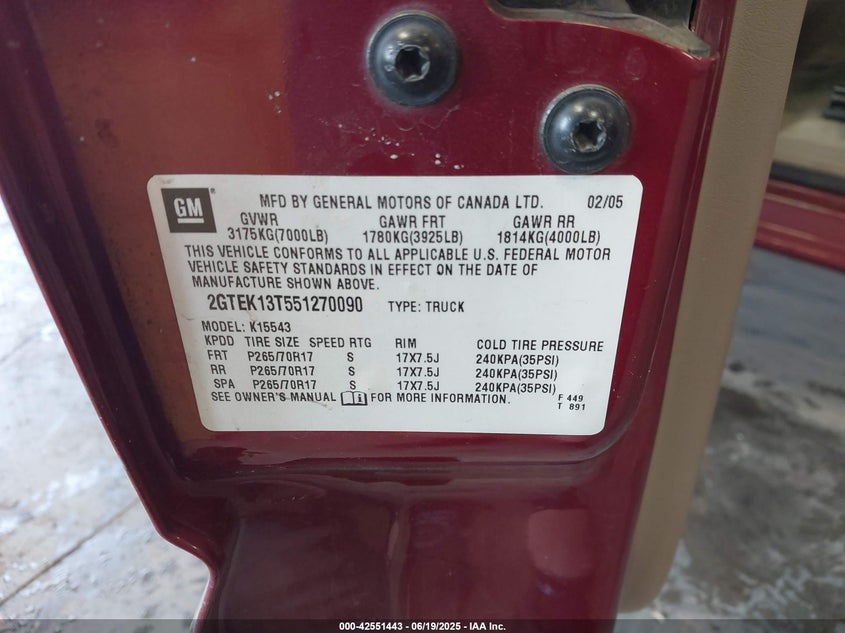 GM
MFD BY GENERAL MOTORS OF CANADA LTD. 02/05
GVWR GAWR FRT GAWR RR
3175KG(7000LB) 1780KG(3925LB) 1814KG(4000LB)
THIS VEHICLE CONFORMS TO ALL APPLICABLE U.S. FEDERAL MOTOR
VEHICLE SAFETY STANDARDS IN EFFECT ON THE DATE OF
MANUFACTURE SHOWN ABOVE.
2GTEK13T551270090 TYPE: TRUCK
MODEL: K15543
KPDD TIRE SIZE SPEED RTG RIM COLD TIRE PRESSURE
FRT P265/70R17 S 17X7.5J 240KPA(35PSI)
RR P265/70R17 S 17X7.5J 240KPA(35PSI)
SPA P265/70R17 S 17X7.5J 240KPA(35PSI)
SEE OWNER'S MANUAL FOR MORE INFORMATION.
F 449
T 891
000-42551443 - 06/19/2025 - IAA Inc.